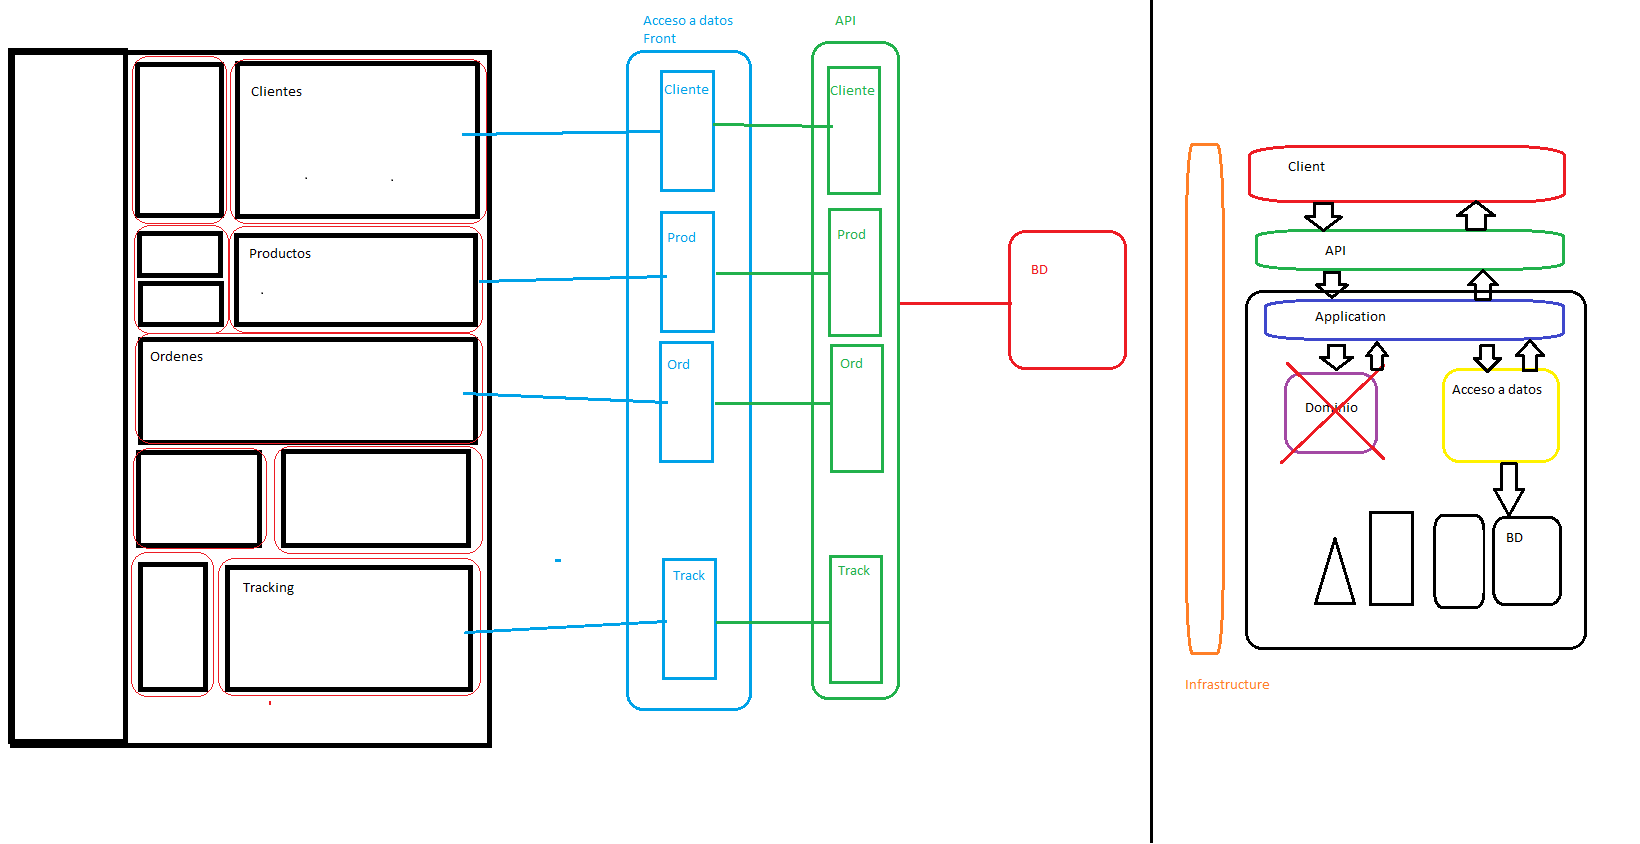 Acceso a datos
Front
API
Clientes
Cliente
Cliente
Productos
Prod
Prod
BD
Ordenes
Ord
Ord
Tracking
Track
Track
Client
API
Application
Dominio
Acceso a datos
BD
Infrastructure